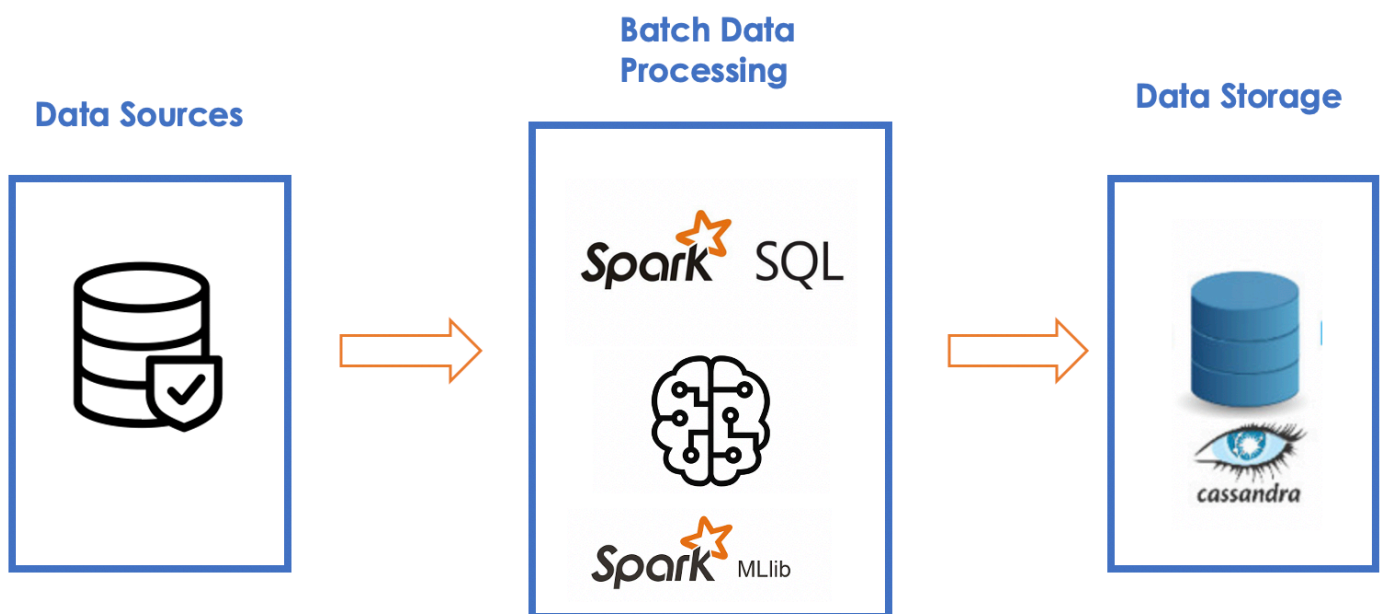 Batch Data
Processing
Data Sources
Data Storage
Spark SQL
Spark MLlib
cassandra